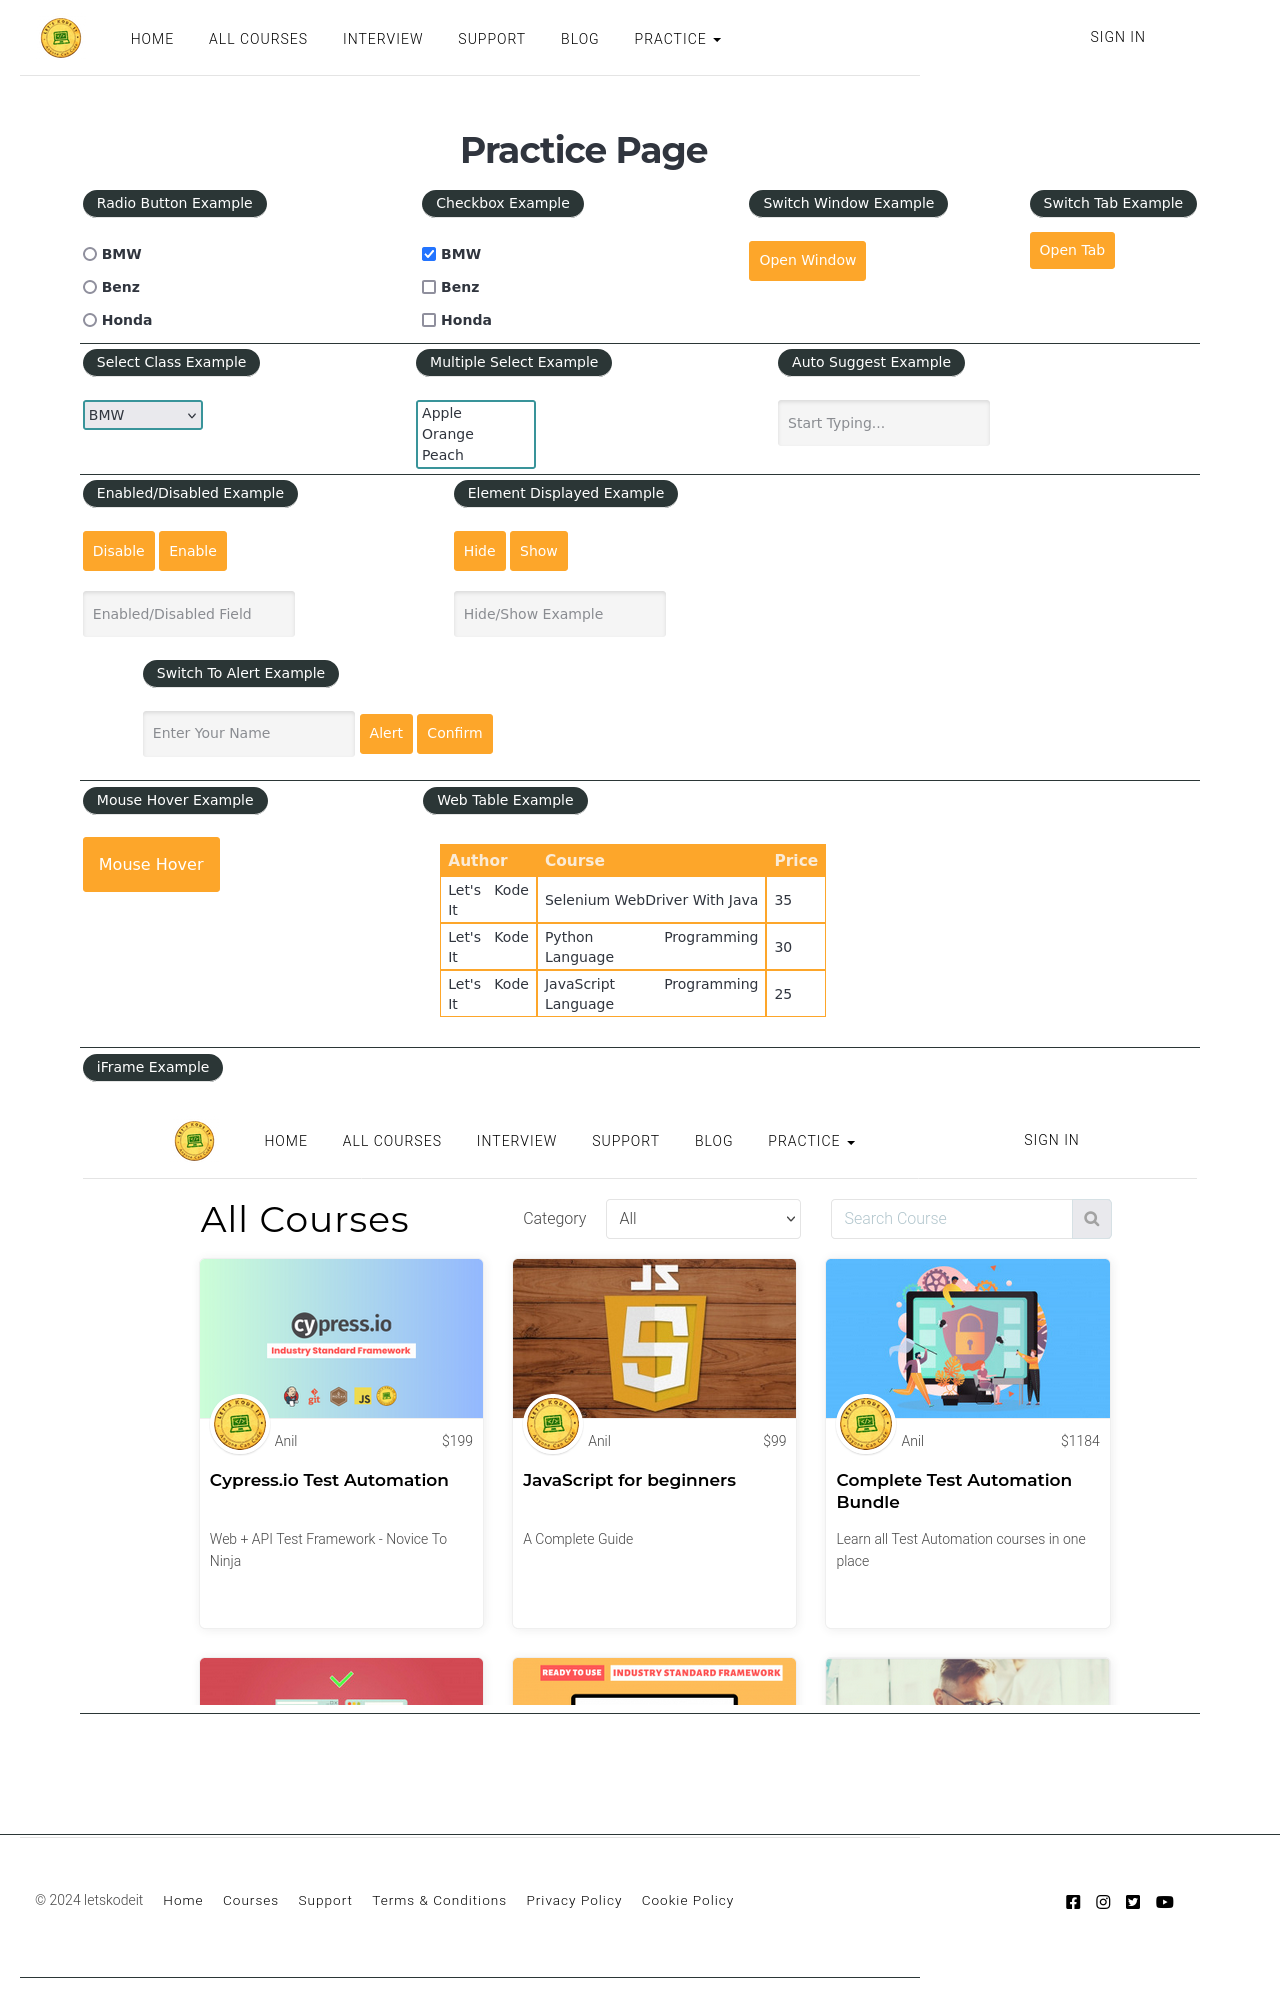 HOME ALL COURSES INTERVIEW SUPPORT BLOG PRACTICE SIGN IN
Practice Page
Radio Button Example Checkbox Example Switch Window Example Switch Tab Example
BMW BMW Open Window Open Tab
Benz Benz
Honda Honda
Select Class Example Multiple Select Example Auto Suggest Example
BMW Apple Start Typing...
Orange
Peach
Enabled/Disabled Example Element Displayed Example
Disable Enable Hide Show
Enabled/Disabled Field Hide/Show Example
Switch To Alert Example
Enter Your Name Alert Confirm
Mouse Hover Example Web Table Example
Mouse Hover
Author Course Price
Let's Kode It Selenium WebDriver With Java 35
Let's Kode It Python Programming Language 30
Let's Kode It JavaScript Programming Language 25
iFrame Example
HOME ALL COURSES INTERVIEW SUPPORT BLOG PRACTICE SIGN IN
All Courses Category All Search Course
cypress.io
Industry Standard Framework
git JS
JS
5
Anil $199 Anil $99 Anil $1184
Cypress.io Test Automation JavaScript for beginners Complete Test Automation Bundle
Web + API Test Framework - Novice To Ninja A Complete Guide Learn all Test Automation courses in one place
READY TO USE INDUSTRY STANDARD FRAMEWORK
© 2024 letskodeit Home Courses Support Terms & Conditions Privacy Policy Cookie Policy